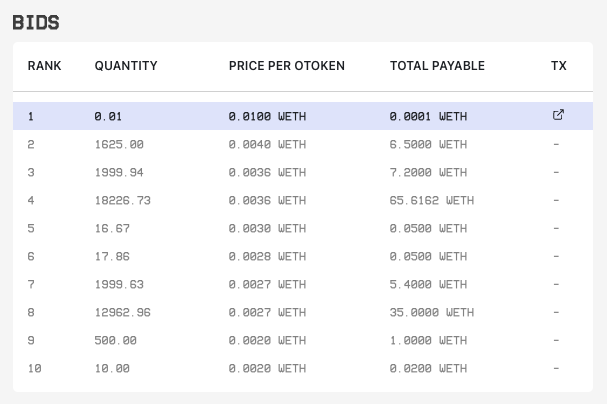 BIDS
RANK QUANTITY PRICE PER OTOKEN TOTAL PAYABLE TX
1 0.01 0.0100 WETH 0.0001 WETH
2 1625.00 0.0040 WETH 6.5000 WETH -
3 1999.94 0.0036 WETH 7.2000 WETH -
4 18226.73 0.0036 WETH 65.6162 WETH -
5 16.67 0.0030 WETH 0.0500 WETH -
6 17.86 0.0028 WETH 0.0500 WETH -
7 1999.63 0.0027 WETH 5.4000 WETH -
8 12962.96 0.0027 WETH 35.0000 WETH -
9 500.00 0.0020 WETH 1.0000 WETH -
10 10.00 0.0020 WETH 0.0200 WETH -